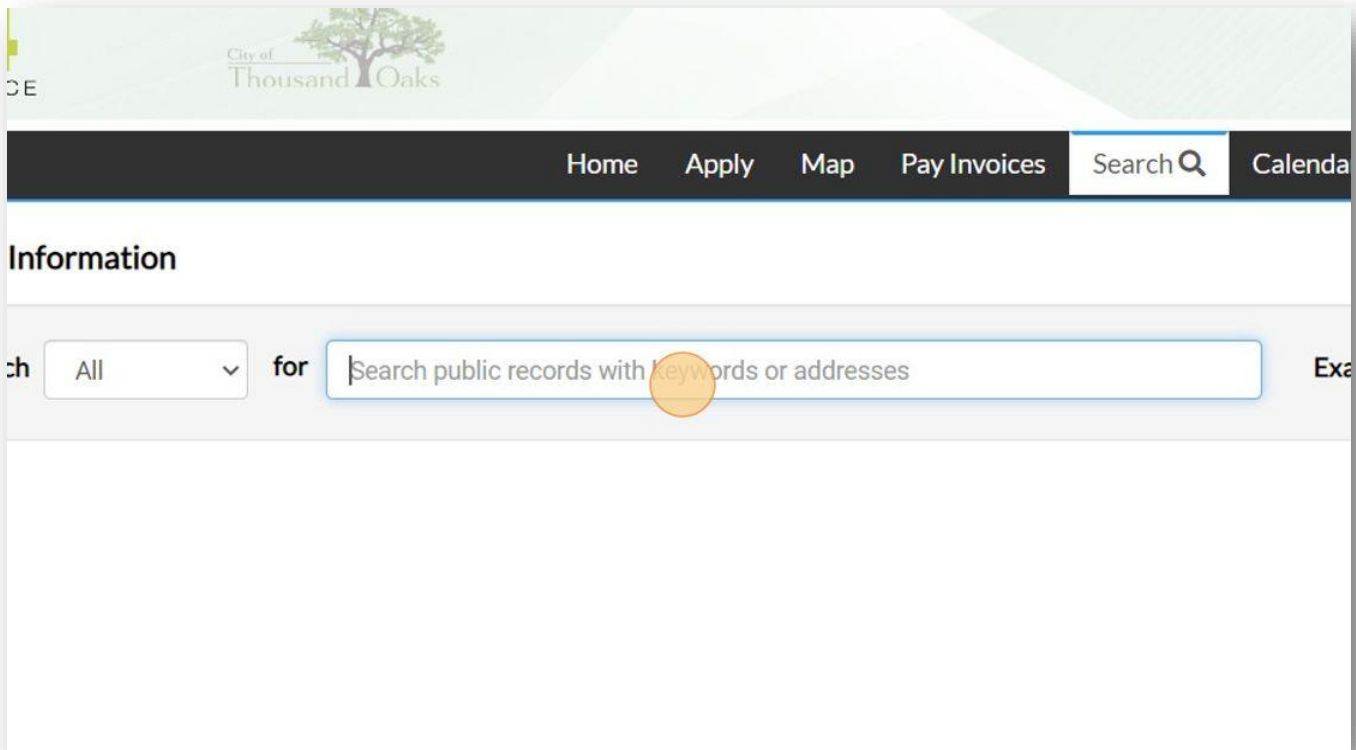 City of
Thousand Oaks
CE
Home Apply Map Pay Invoices Search Calenda
Information
ch All for Search public records with keywords or addresses Exa